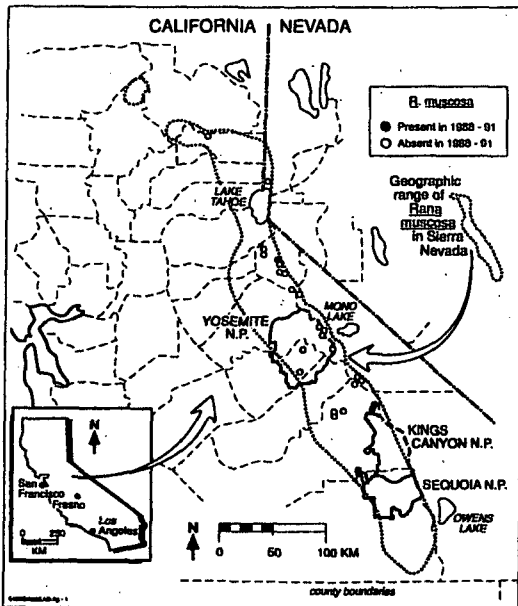 CALIFORNIA NEVADA
R. muscosa
Present in 1988 - 91
Absent in 1988 - 91
Geographic
range of
Rana
muscosa
in Sierra
Nevada
LAKE
TAHOE
MONO
LAKE
YOSEMITE
N.P.
KINGS
CANYON N.P.
SEQUOIA N.P.
OWENS
LAKE
N
San
Francisco
Fresno
Los
Angeles
0 250
KM
N
0 50 100 KM
county boundaries